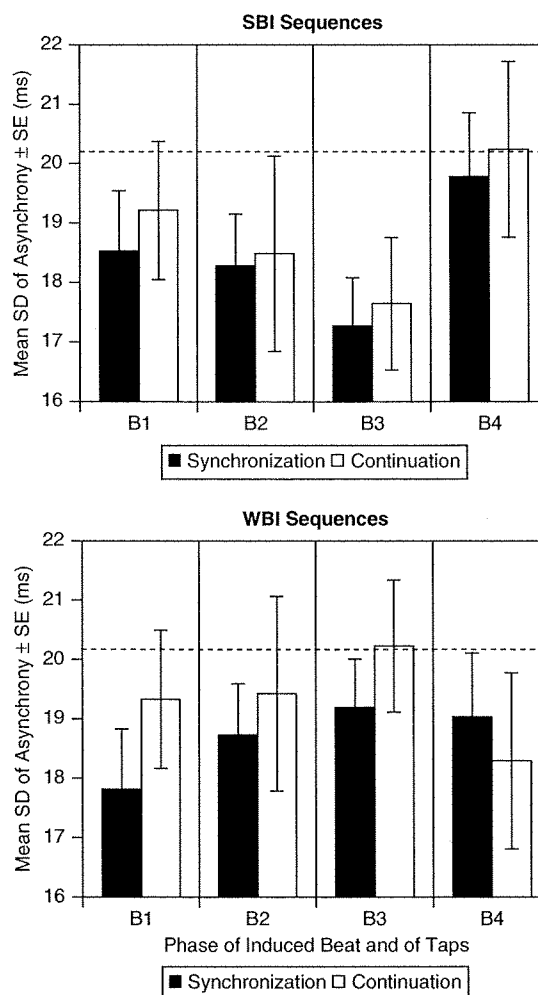 SBI Sequences
Mean SD of Asynchrony ± SE (ms)
22
21
20
19
18
17
16
B1 B2 B3 B4
■ Synchronization □ Continuation
WBI Sequences
Mean SD of Asynchrony ± SE (ms)
22
21
20
19
18
17
16
B1 B2 B3 B4
Phase of Induced Beat and of Taps
■ Synchronization □ Continuation